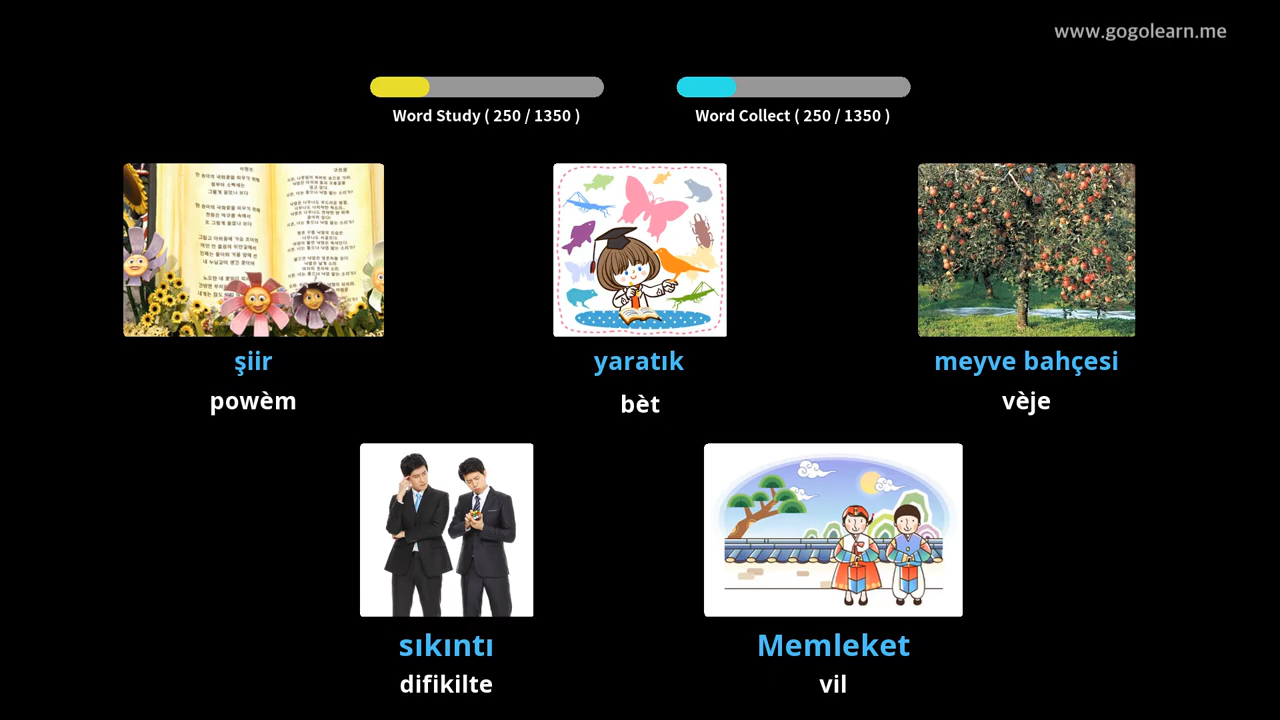 www.gogolearn.me
Word Study ( 250 / 1350 )
Word Collect ( 250 / 1350 )
şiir
yaratık
meyve bahçesi
powèm
bèt
vèje
sıkıntı
Memleket
difikilte
vil